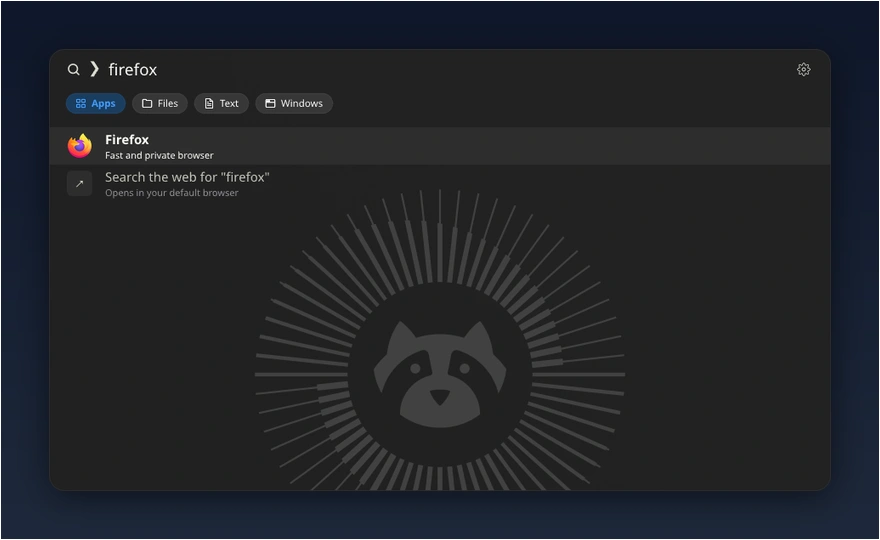 ❯ firefox
Apps Files Text Windows
Firefox
Fast and private browser
Search the web for "firefox"
Opens in your default browser